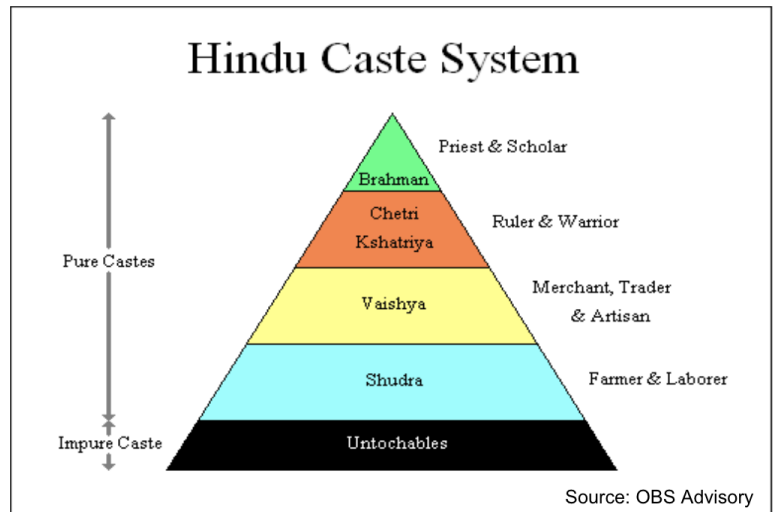 Hindu Caste System
Priest & Scholar
Brahman
Chetri
Kshatriya
Ruler & Warrior
Pure Castes
Vaishya
Merchant, Trader
& Artisan
Shudra
Farmer & Laborer
Impure Caste
Untochables
Source: OBS Advisory